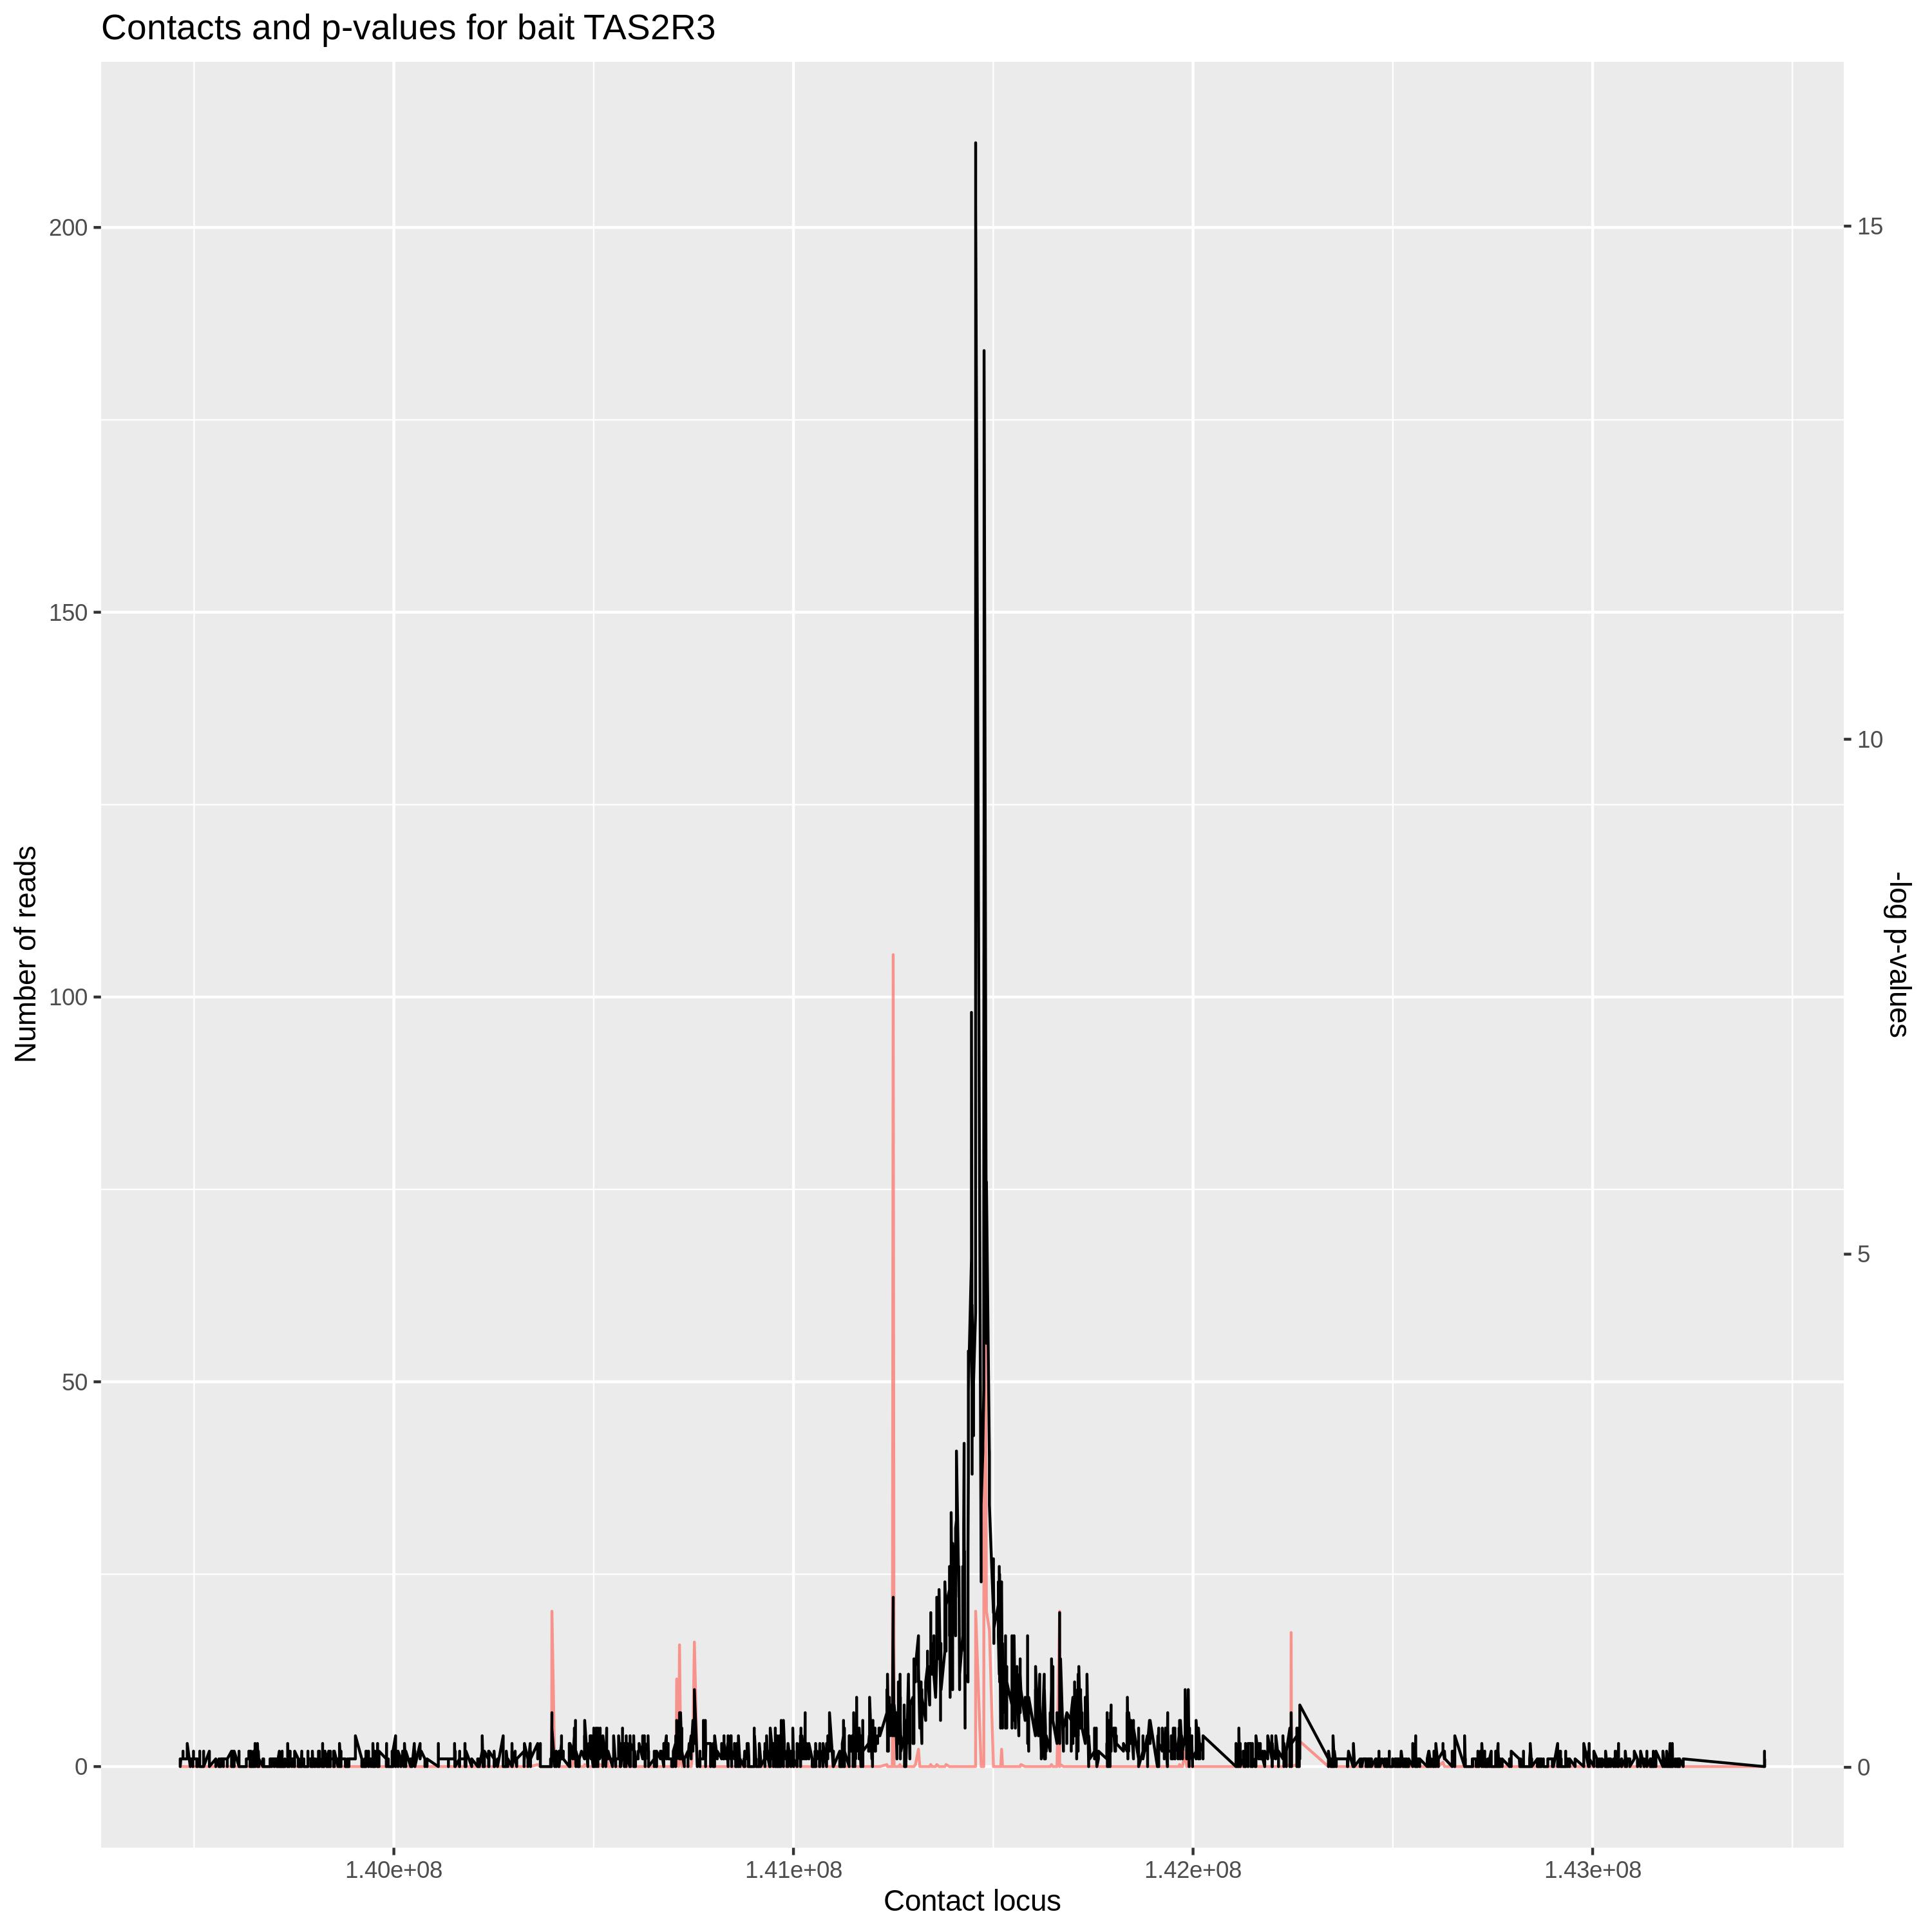 Contacts and p-values for bait TAS2R3
200
150
100
50
0
15
10
5
0
Number of reads
-log p-values
1.40e+08
1.41e+08
1.42e+08
1.43e+08
Contact locus